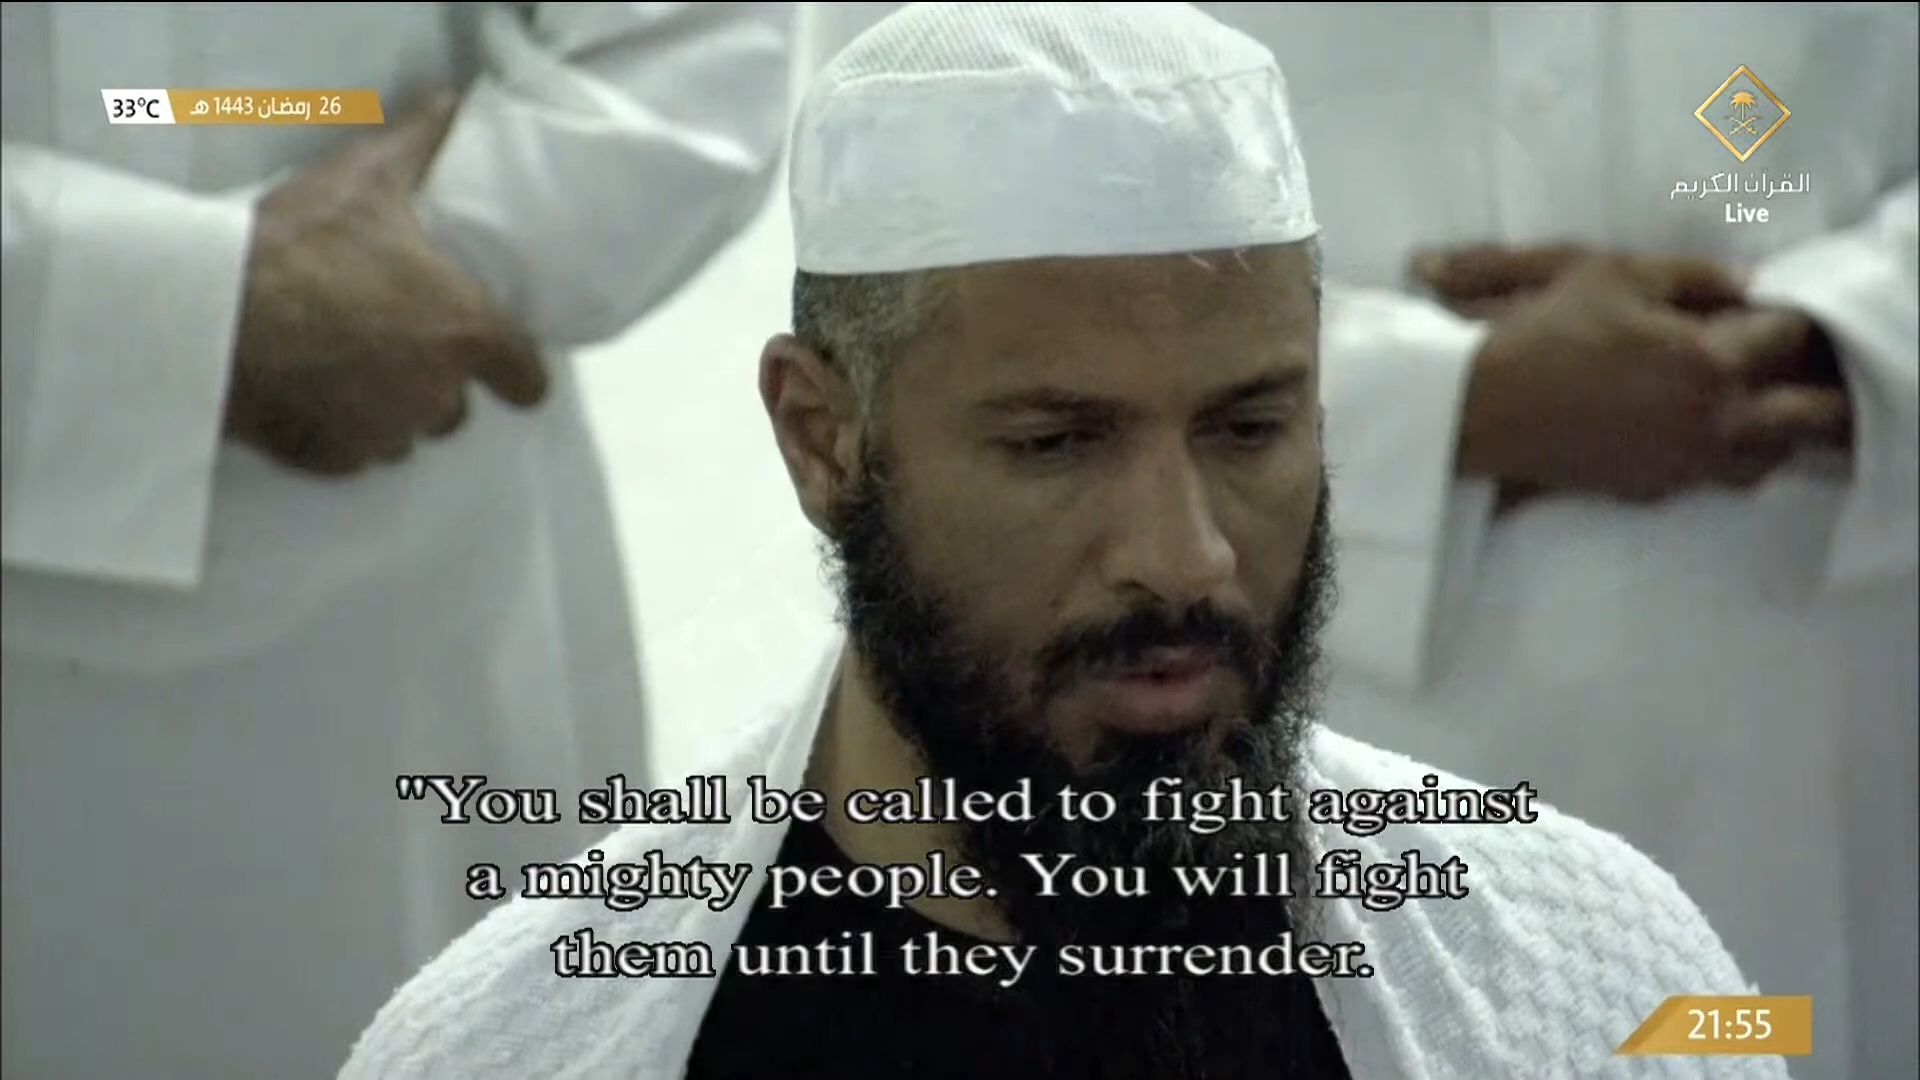 33°C
26 رمضان 1443 هـ
القرآن الكريم
Live
"You shall be called to fight against
a mighty people. You will fight
them until they surrender.
21:55